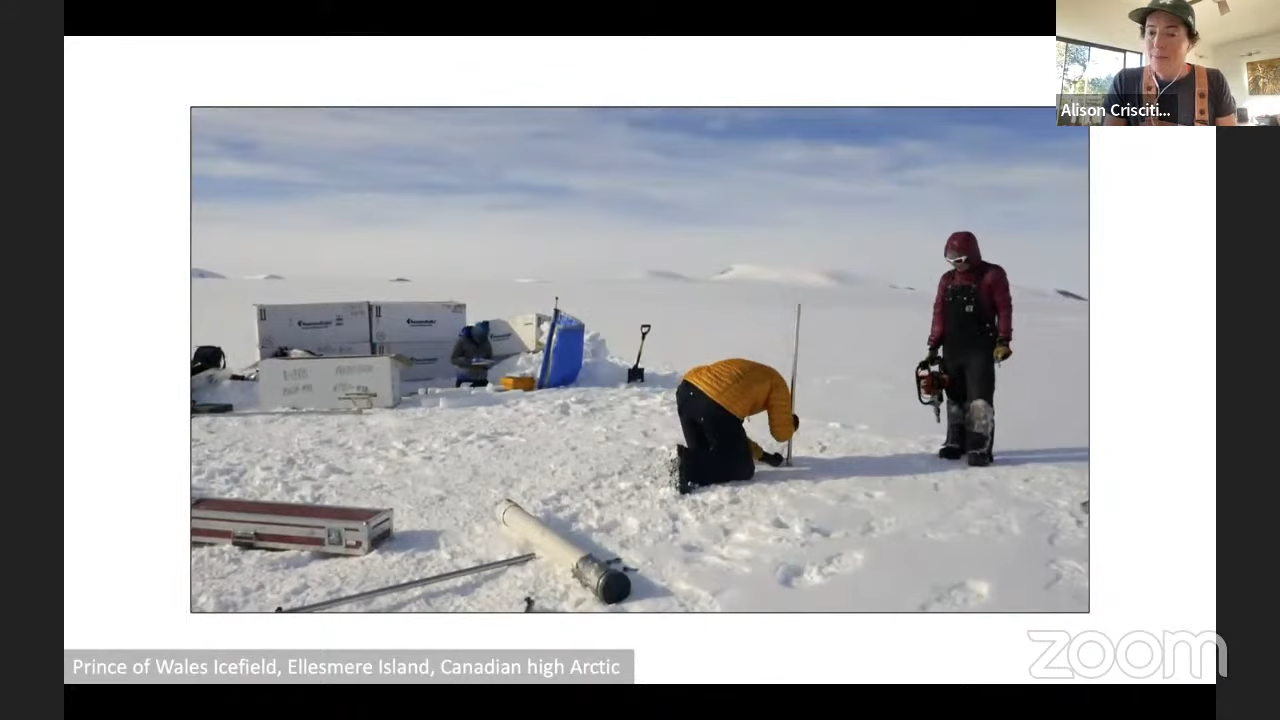 Alison Crisciti...
Prince of Wales Icefield, Ellesmere Island, Canadian high Arctic
zoom